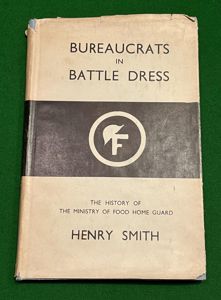 BUREAUCRATS
IN
BATTLE DRESS
F
THE HISTORY OF
THE MINISTRY OF FOOD HOME GUARD
HENRY SMITH